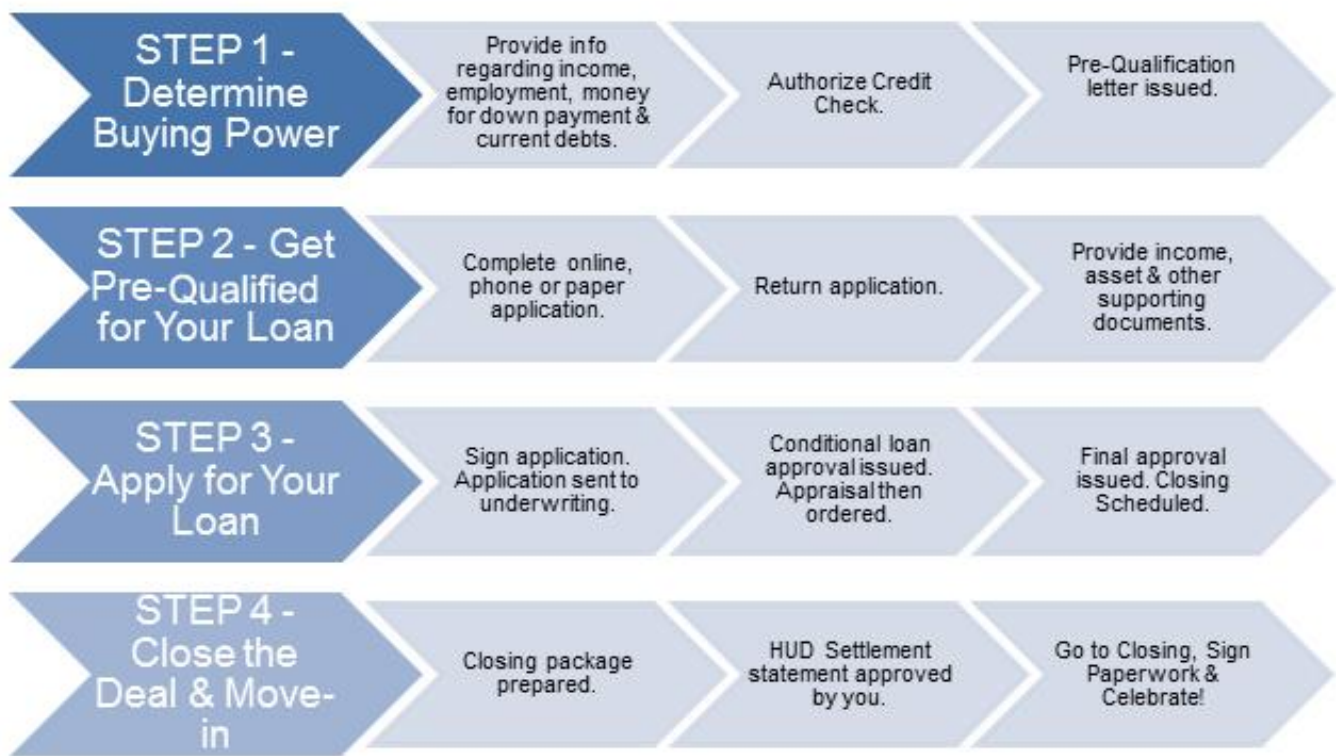 STEP 1 -
Determine
Buying Power
Provide info
regarding income,
employment, money
for down payment &
current debts.
Authorize Credit
Check.
Pre-Qualification
letter issued.
STEP 2 - Get
Pre-Qualified
for Your Loan
Complete online,
phone or paper
application.
Return application.
Provide income,
asset & other
supporting
documents.
STEP 3 -
Apply for Your
Loan
Sign application.
Application sent to
underwriting.
Conditional loan
approval issued.
Appraisal then
ordered.
Final approval
issued. Closing
Scheduled.
STEP 4 -
Close the
Deal & Move-
in
Closing package
prepared.
HUD Settlement
statement approved
by you.
Go to Closing, Sign
Paperwork &
Celebrate!